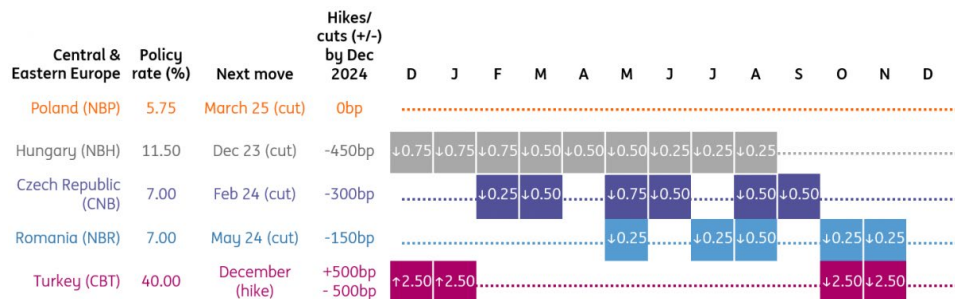 Hikes/
cuts (+/-)
Central & Policy by Dec
Eastern Europe rate (%) Next move 2024 D J F M A M J J A S O N D
Poland (NBP) 5.75 March 25 (cut) 0bp
Hungary (NBH) 11.50 Dec 23 (cut) -450bp ↓0.75 ↓0.75 ↓0.75 ↓0.50 ↓0.50 ↓0.50 ↓0.25 ↓0.25 ↓0.25
Czech Republic
(CNB) 7.00 Feb 24 (cut) -300bp ↓0.25 ↓0.50 ↓0.75 ↓0.50 ↓0.50 ↓0.50
Romania (NBR) 7.00 May 24 (cut) -150bp ↓0.25 ↓0.25 ↓0.50 ↓0.25 ↓0.25
Turkey (CBT) 40.00 December +500bp ↑2.50 ↑2.50 ↓2.50 ↓2.50
(hike) - 500bp